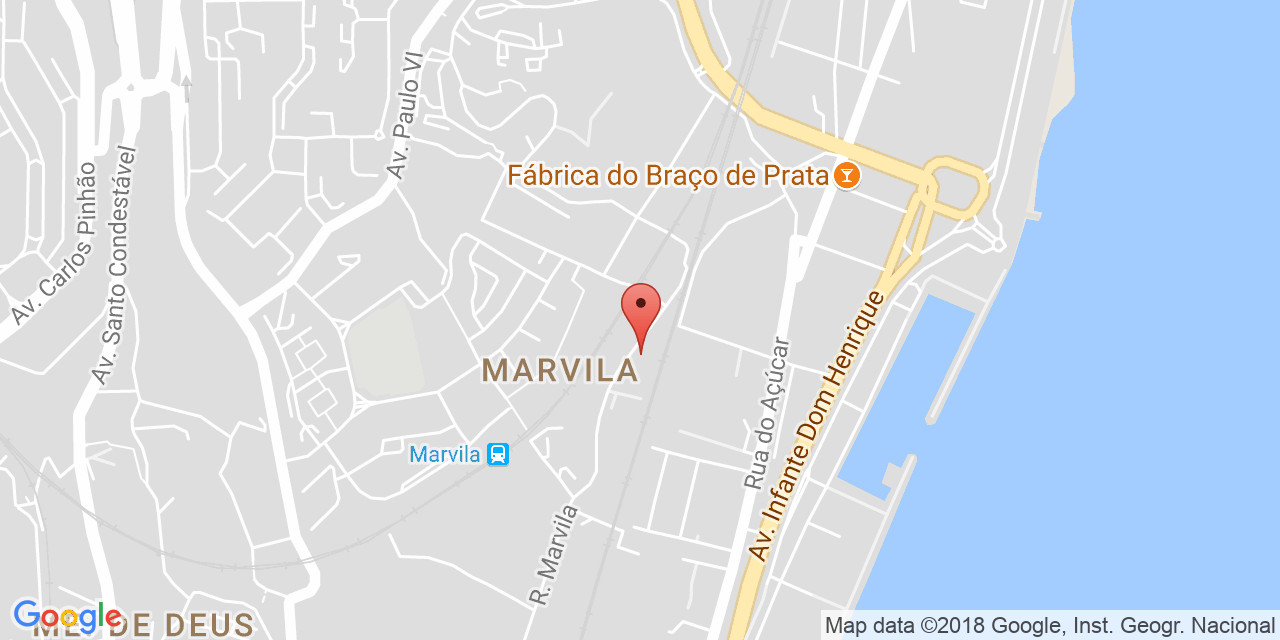 Av. Paulo VI
Fábrica do Braço de Prata
Av. Carlos Pinhão
Av. Santo Condestável
MARVILA
Av. Infante Dom Henrique
Rua do Açúcar
Marvila
R. Marvila
Google
DE DEUS
Map data ©2018 Google, Inst. Geogr. Nacional